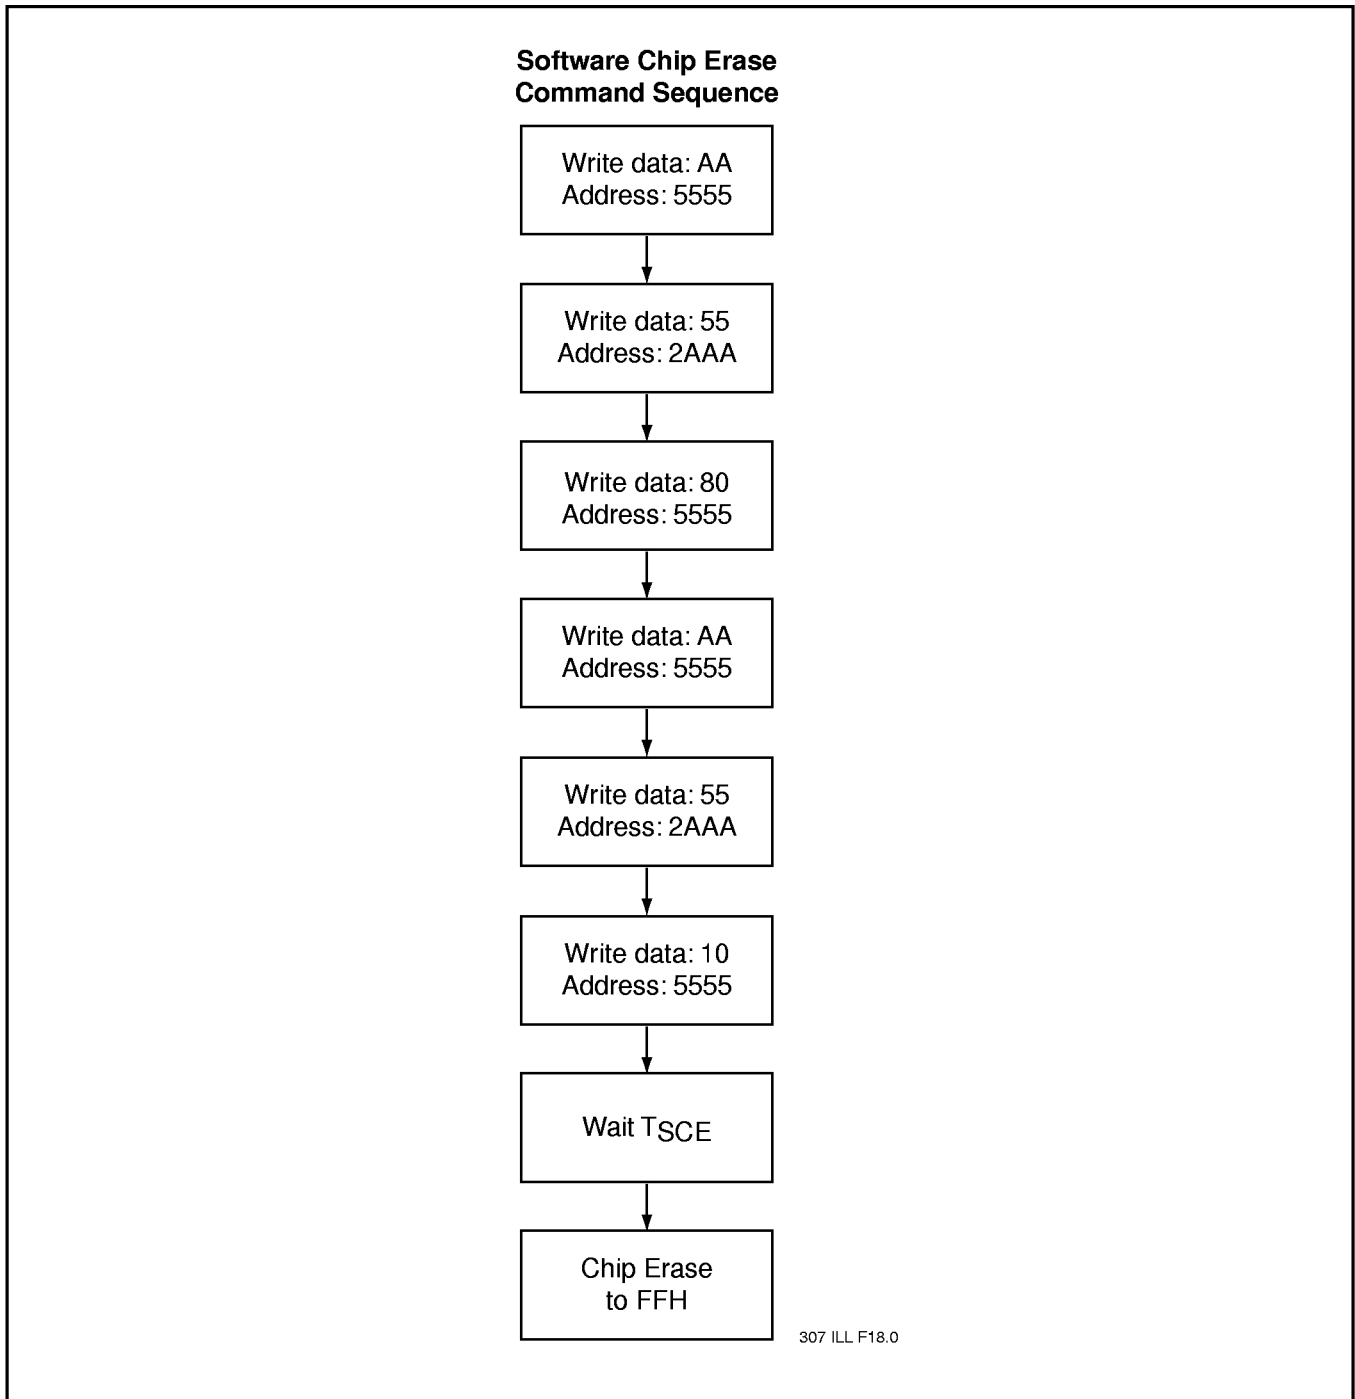 Software Chip Erase
Command Sequence
Write data: AA
Address: 5555
Write data: 55
Address: 2AAA
Write data: 80
Address: 5555
Write data: AA
Address: 5555
Write data: 55
Address: 2AAA
Write data: 10
Address: 5555
Wait TSCE
Chip Erase
to FFH
307 ILL F18.0